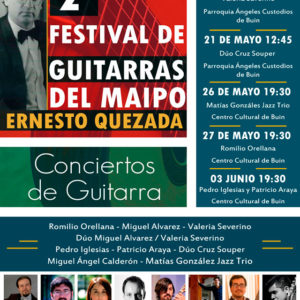 2
FESTIVAL DE
GUITARRAS
DEL MAIPO
ERNESTO QUEZADA
Conciertos
de Guitarra
Parroquia Ángeles Custodios
de Buin
21 DE MAYO 12:45
Dúo Cruz Souper
Parroquia Ángeles Custodios
de Buin
26 DE MAYO 19:30
Matías Gonzáles Jazz Trio
Centro Cultural de Buin
27 DE MAYO 19:30
Romilio Orellana
Centro Cultural de Buin
03 JUNIO 19:30
Pedro Iglesias y Patricio Araya
Centro Cultural de Buin
Romilio Orellana - Miguel Alvarez - Valeria Severino
Dúo Miguel Alvarez / Valeria Severino
Pedro Iglesias - Patricio Araya - Dúo Cruz Souper
Miguel Ángel Calderón - Matías González Jazz Trio